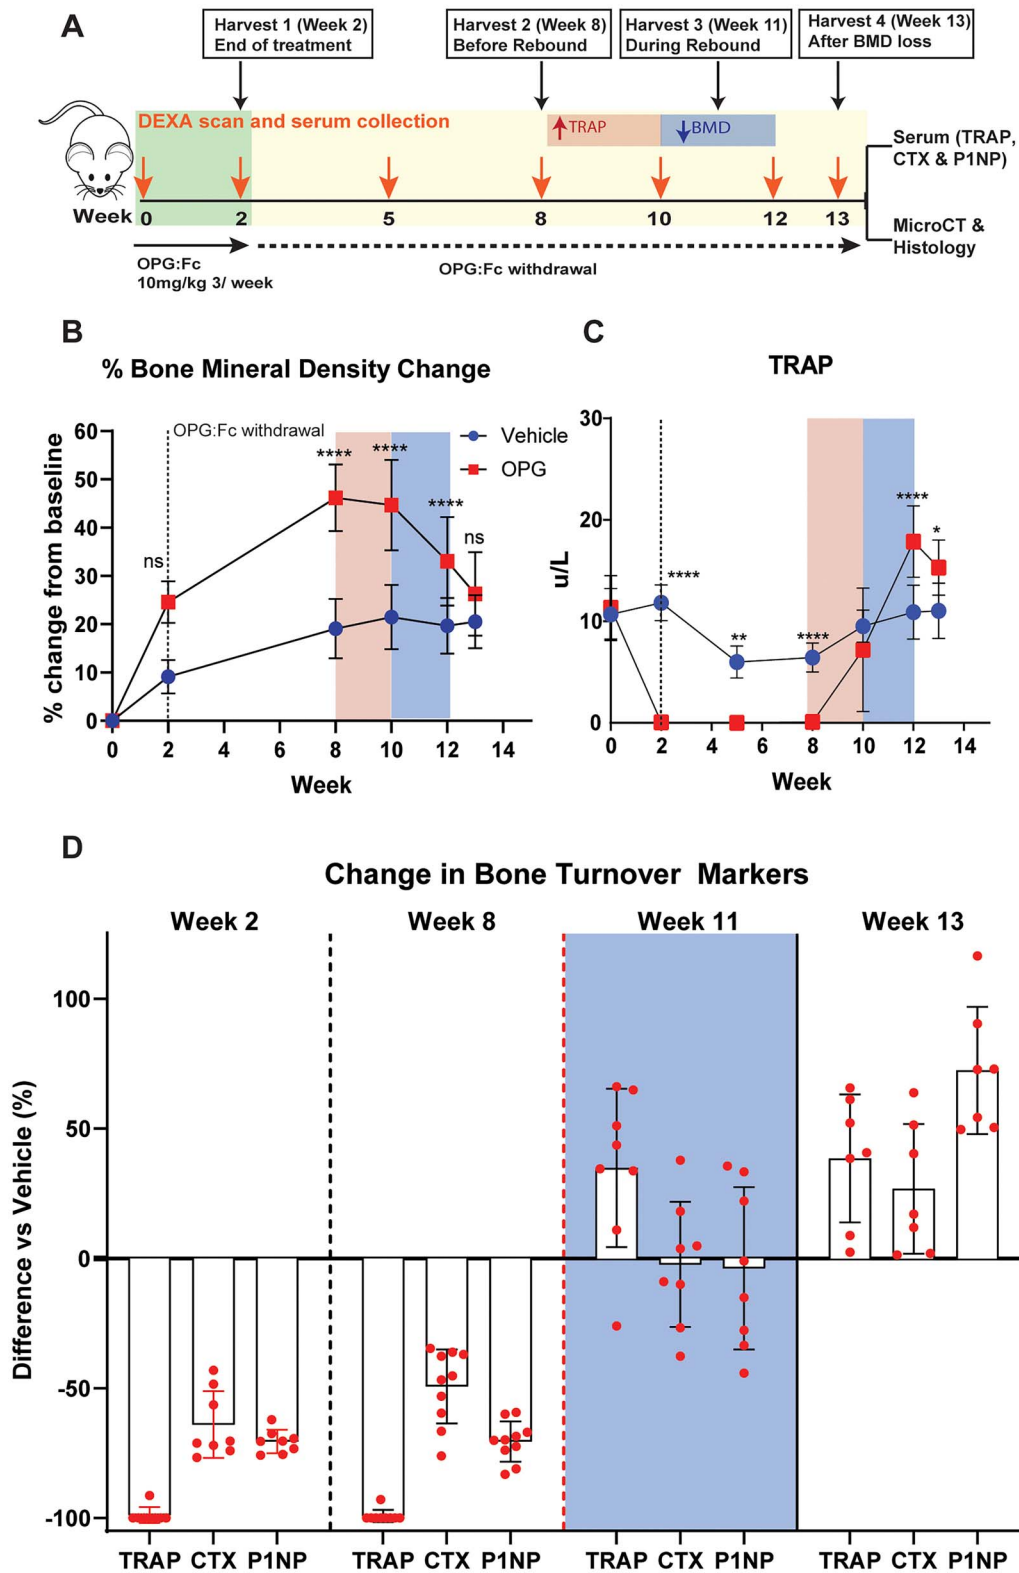 A
Harvest 1 (Week 2)
End of treatment
Harvest 2 (Week 8)
Before Rebound
Harvest 3 (Week 11)
During Rebound
Harvest 4 (Week 13)
After BMD loss
DEXA scan and serum collection
TRAP
BMD
Serum (TRAP,
CTX & P1NP)
Week
0 2 5 8 10 12 13
MicroCT &
Histology
OPG:Fc
10mg/kg 3/ week
OPG:Fc withdrawal
B
% Bone Mineral Density Change
% change from baseline
60
50
40
30
20
10
0
OPG:Fc withdrawal
ns
****
****
****
ns
Vehicle
OPG
0 2 4 6 8 10 12 14
Week
C
TRAP
u/L
30
20
10
0
****
**
****
****
*
0 2 4 6 8 10 12 14
Week
D
Change in Bone Turnover Markers
Week 2 Week 8 Week 11 Week 13
Difference vs Vehicle (%)
100
50
0
-50
-100
TRAP CTX P1NP TRAP CTX P1NP TRAP CTX P1NP TRAP CTX P1NP